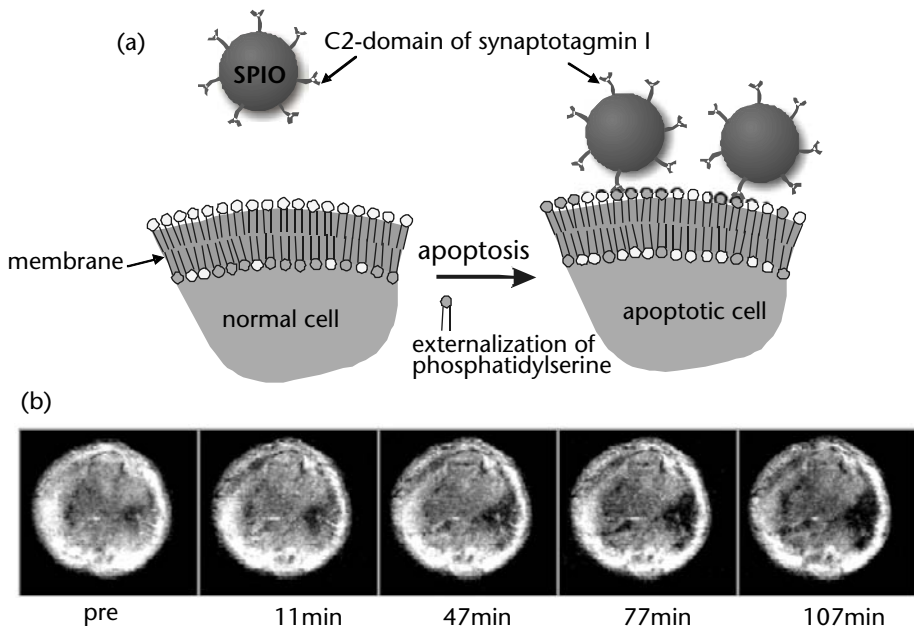 (a)
C2-domain of synaptotagmin I
SPIO
membrane
normal cell
apoptosis
externalization of
phosphatidylserine
apoptotic cell
(b)
pre
11min
47min
77min
107min